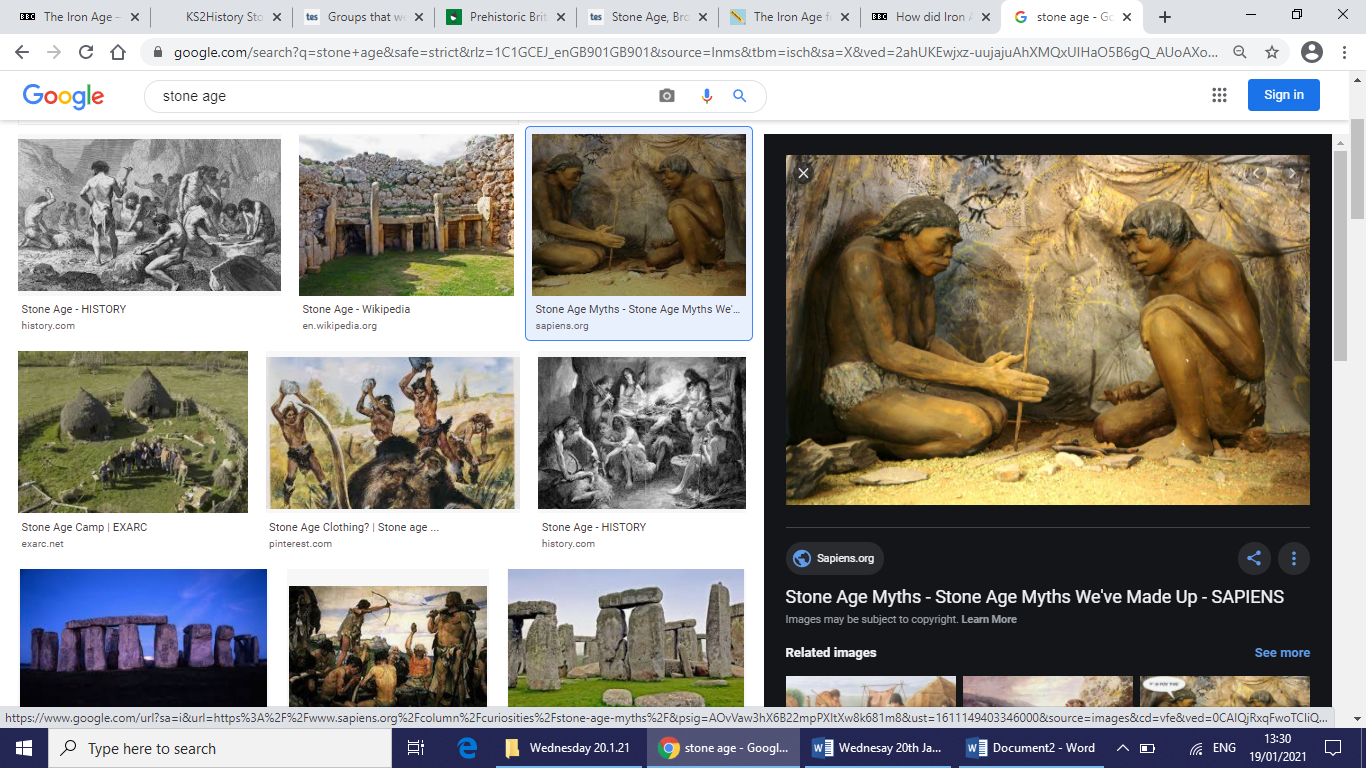 The Iron Age –
KS2History Sto
Groups that we
Prehistoric Brit
Stone Age, Bro
The Iron Age f
How did Iron A
stone age - Go
google.com/search?q=stone+age&safe=strict&rlz=1C1GCEJ_enGB901GB901&source=lnms&tbm=isch&sa=X&ved=2ahUKEwjxz-uujajuAhXMQxUIHaO5B6gQ_AUoAXo...
Google
stone age
Sign in
Stone Age - HISTORY
history.com
Stone Age - Wikipedia
en.wikipedia.org
Stone Age Myths - Stone Age Myths We'...
sapiens.org
Stone Age Camp | EXARC
exarc.net
Stone Age Clothing? | Stone age ...
pinterest.com
Stone Age - HISTORY
history.com
Sapiens.org
Stone Age Myths - Stone Age Myths We've Made Up - SAPIENS
Images may be subject to copyright. Learn More
Related images
See more
https://www.google.com/url?sa=i&url=https%3A%2F%2Fwww.sapiens.org%2Fcolumn%2Fcuriosities%2Fstone-age-myths%2F&psig=AOvVaw3hX6B22mpPXItXw8k681m8&ust=1611149403346000&source=images&cd=vfe&ved=0CAIQjRxqFwoTCIiQ...
Type here to search
Wednesday 20.1.21
stone age - Googl...
Wednesay 20th Ja...
Document2 - Word
ENG
13:30
19/01/2021